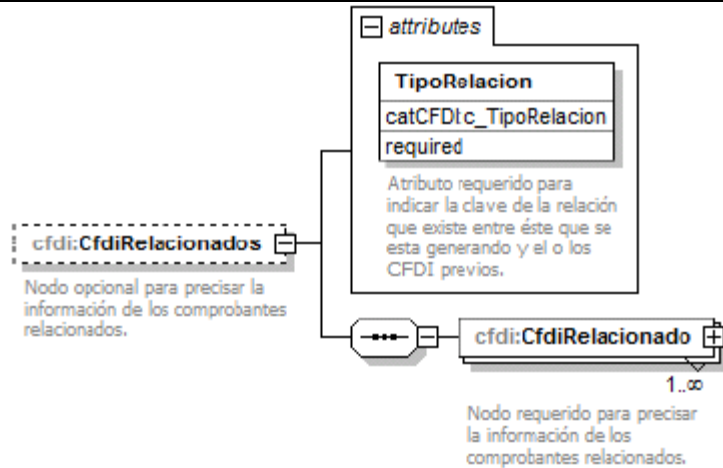 attributes
TipoRelacion
catCFDI:c_TipoRelacion
required
Atributo requerido para
indicar la clave de la relación
que existe entre éste que se
esta generando y el o los
CFDI previos.
cfdi:CfdiRelacionados
Nodo opcional para precisar la
información de los comprobantes
relacionados.
cfdi:CfdiRelacionado
1..∞
Nodo requerido para precisar
la información de los
comprobantes relacionados.